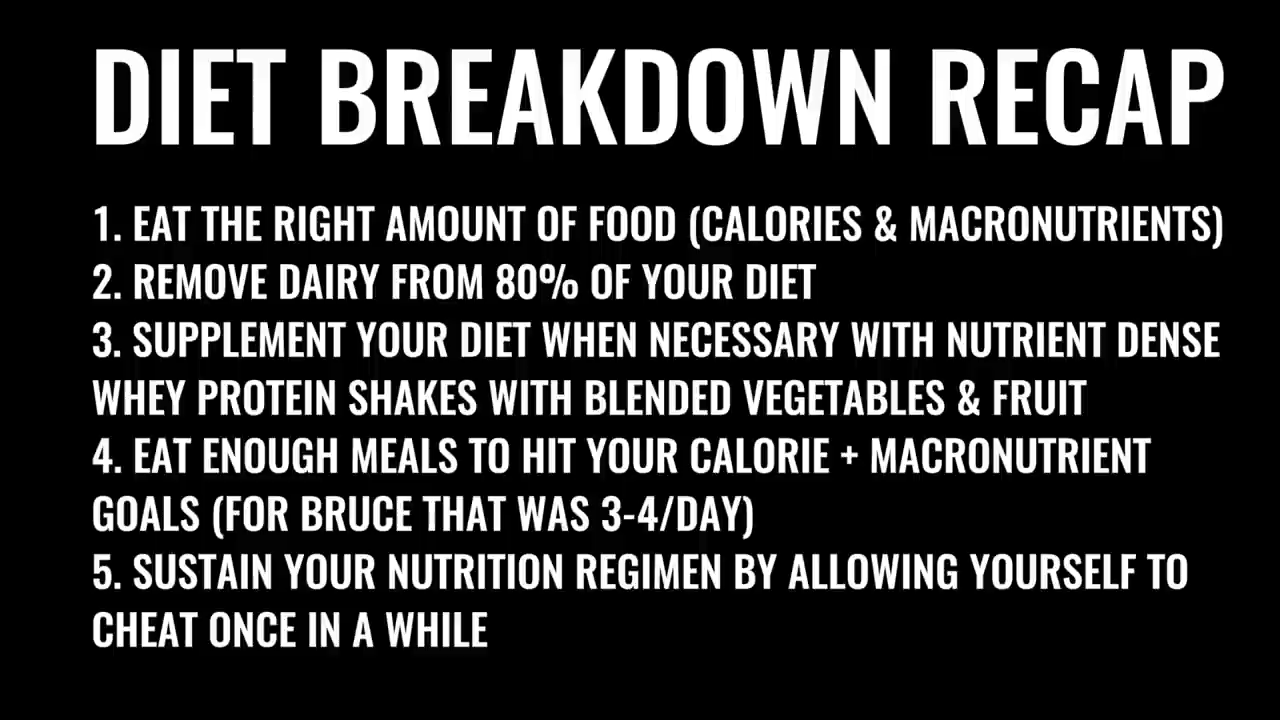 DIET BREAKDOWN RECAP
1. EAT THE RIGHT AMOUNT OF FOOD (CALORIES & MACRONUTRIENTS)
2. REMOVE DAIRY FROM 80% OF YOUR DIET
3. SUPPLEMENT YOUR DIET WHEN NECESSARY WITH NUTRIENT DENSE
WHEY PROTEIN SHAKES WITH BLENDED VEGETABLES & FRUIT
4. EAT ENOUGH MEALS TO HIT YOUR CALORIE + MACRONUTRIENT
GOALS (FOR BRUCE THAT WAS 3-4/DAY)
5. SUSTAIN YOUR NUTRITION REGIMEN BY ALLOWING YOURSELF TO
CHEAT ONCE IN A WHILE